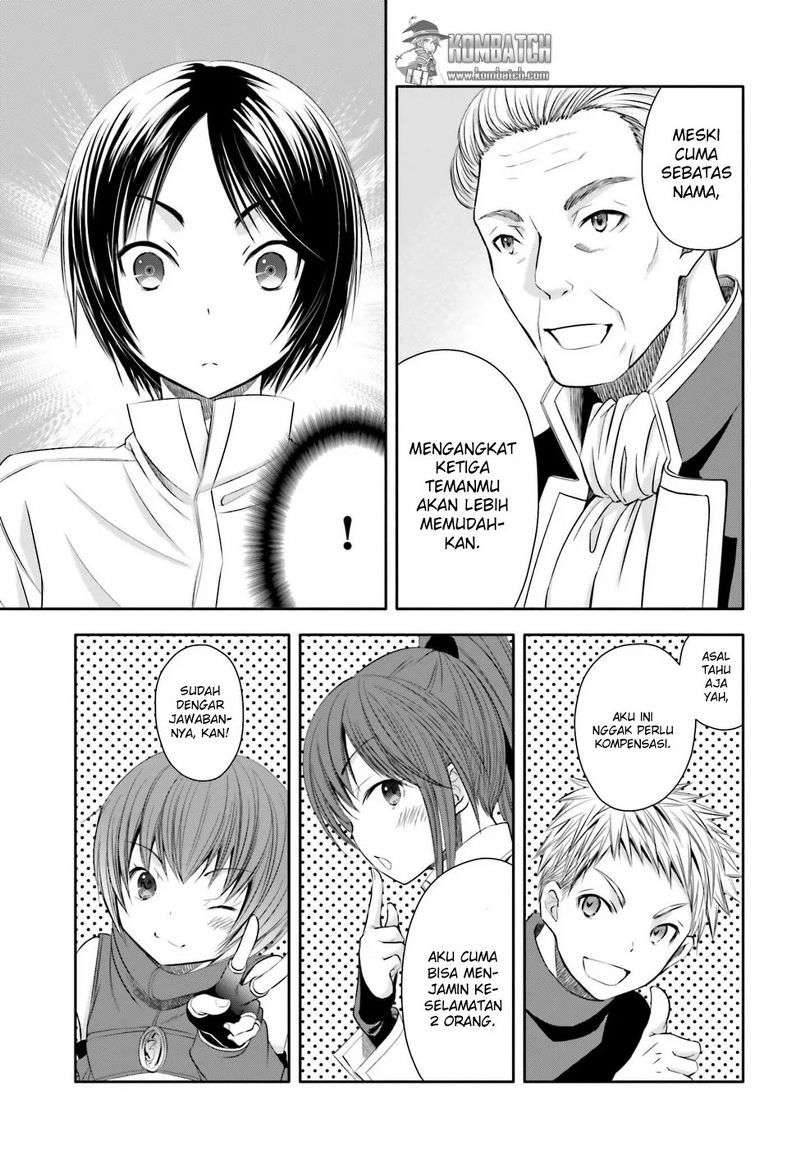 KOMBATCH
www.kombatch.com
MESKI
CUMA
SEBATAS
NAMA,
MENGANGKAT
KETIGA
TEMANMU
AKAN LEBIH
MEMUDAH-
KAN.
!
ASAL
TAHU
AJA
YAH,
AKU INI
NGGAK PERLU
KOMPENSASI.
AKU CUMA
BISA MEN-
JAMIN KE-
SELAMATAN
2 ORANG.
SUDAH
DENGAR
JAWABAN-
NYA, KAN!